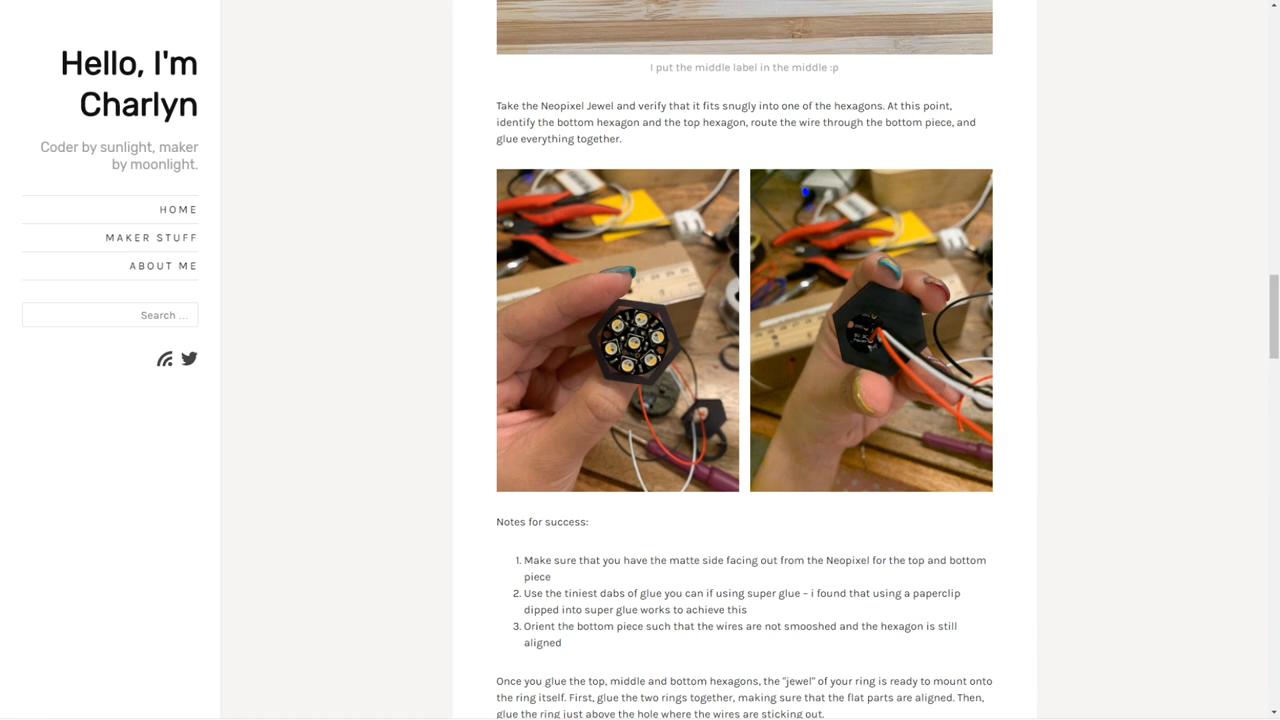 Hello, I'm
Charlyn
Coder by sunlight, maker
by moonlight.
HOME
MAKER STUFF
ABOUT ME
Search ...
I put the middle label in the middle :p
Take the Neopixel Jewel and verify that it fits snugly into one of the hexagons. At this point,
identify the bottom hexagon and the top hexagon, route the wire through the bottom piece, and
glue everything together.
Notes for success:
1. Make sure that you have the matte side facing out from the Neopixel for the top and bottom
piece
2. Use the tiniest dabs of glue you can if using super glue – i found that using a paperclip
dipped into super glue works to achieve this
3. Orient the bottom piece such that the wires are not smooshed and the hexagon is still
aligned
Once you glue the top, middle and bottom hexagons, the "jewel" of your ring is ready to mount onto
the ring itself. First, glue the two rings together, making sure that the flat parts are aligned. Then,
glue the ring just above the hole where the wires are sticking out.